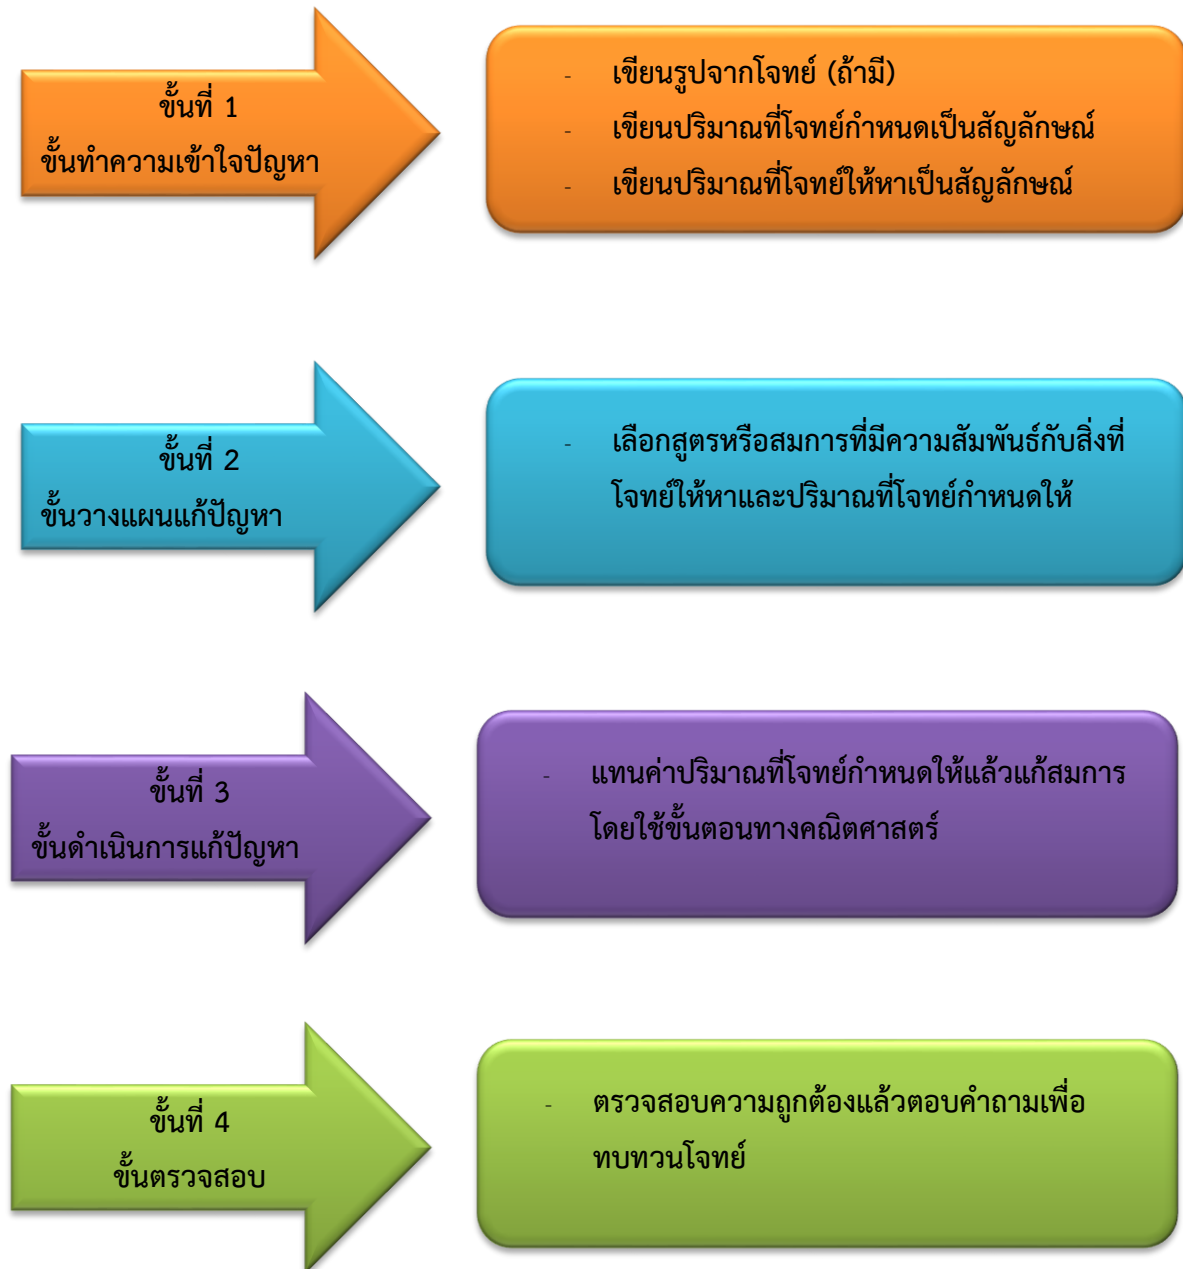 ขั้นที่ 1
ขั้นทำความเข้าใจปัญหา
- เขียนรูปจากโจทย์ (ถ้ามี)
- เขียนปริมาณที่โจทย์กำหนดเป็นสัญลักษณ์
- เขียนปริมาณที่โจทย์ให้หาเป็นสัญลักษณ์
ขั้นที่ 2
ขั้นวางแผนแก้ปัญหา
- เลือกสูตรหรือสมการที่มีความสัมพันธ์กับสิ่งที่
โจทย์ให้หาและปริมาณที่โจทย์กำหนดให้
ขั้นที่ 3
ขั้นดำเนินการแก้ปัญหา
- แทนค่าปริมาณที่โจทย์กำหนดให้แล้วแก้สมการ
โดยใช้ขั้นตอนทางคณิตศาสตร์
ขั้นที่ 4
ขั้นตรวจสอบ
- ตรวจสอบความถูกต้องแล้วตอบคำถามเพื่อ
ทบทวนโจทย์